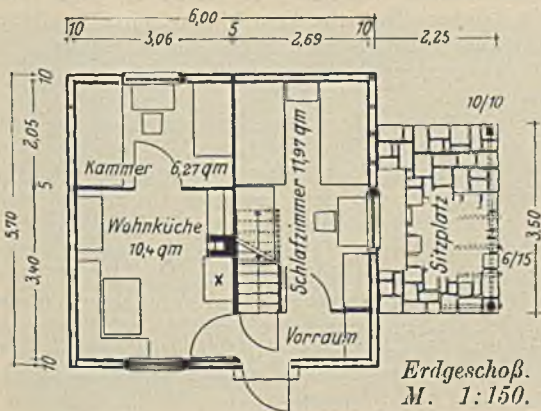 6,00
10 3,06 5 2,69 10 2,25
10
2,05
5
5,70
3,40
10
Kammer 6,27 qm
Wohnküche
10,4 qm
x
Schlafzimmer 11,97 qm
Vorraum
Sitzplatz
10/10
3,50
6/15
Erdgeschoß.
M. 1:150.